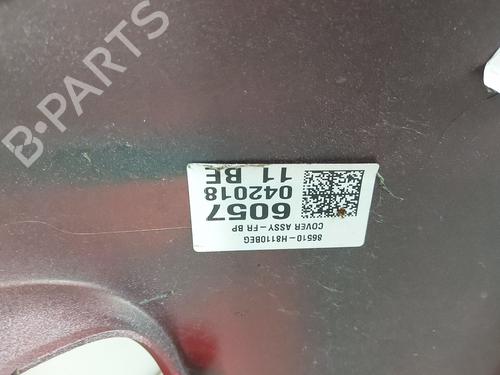 B-PARTS
86510-H8110BEG
COVER ASSY-FR BP
6057
042018
11 BE